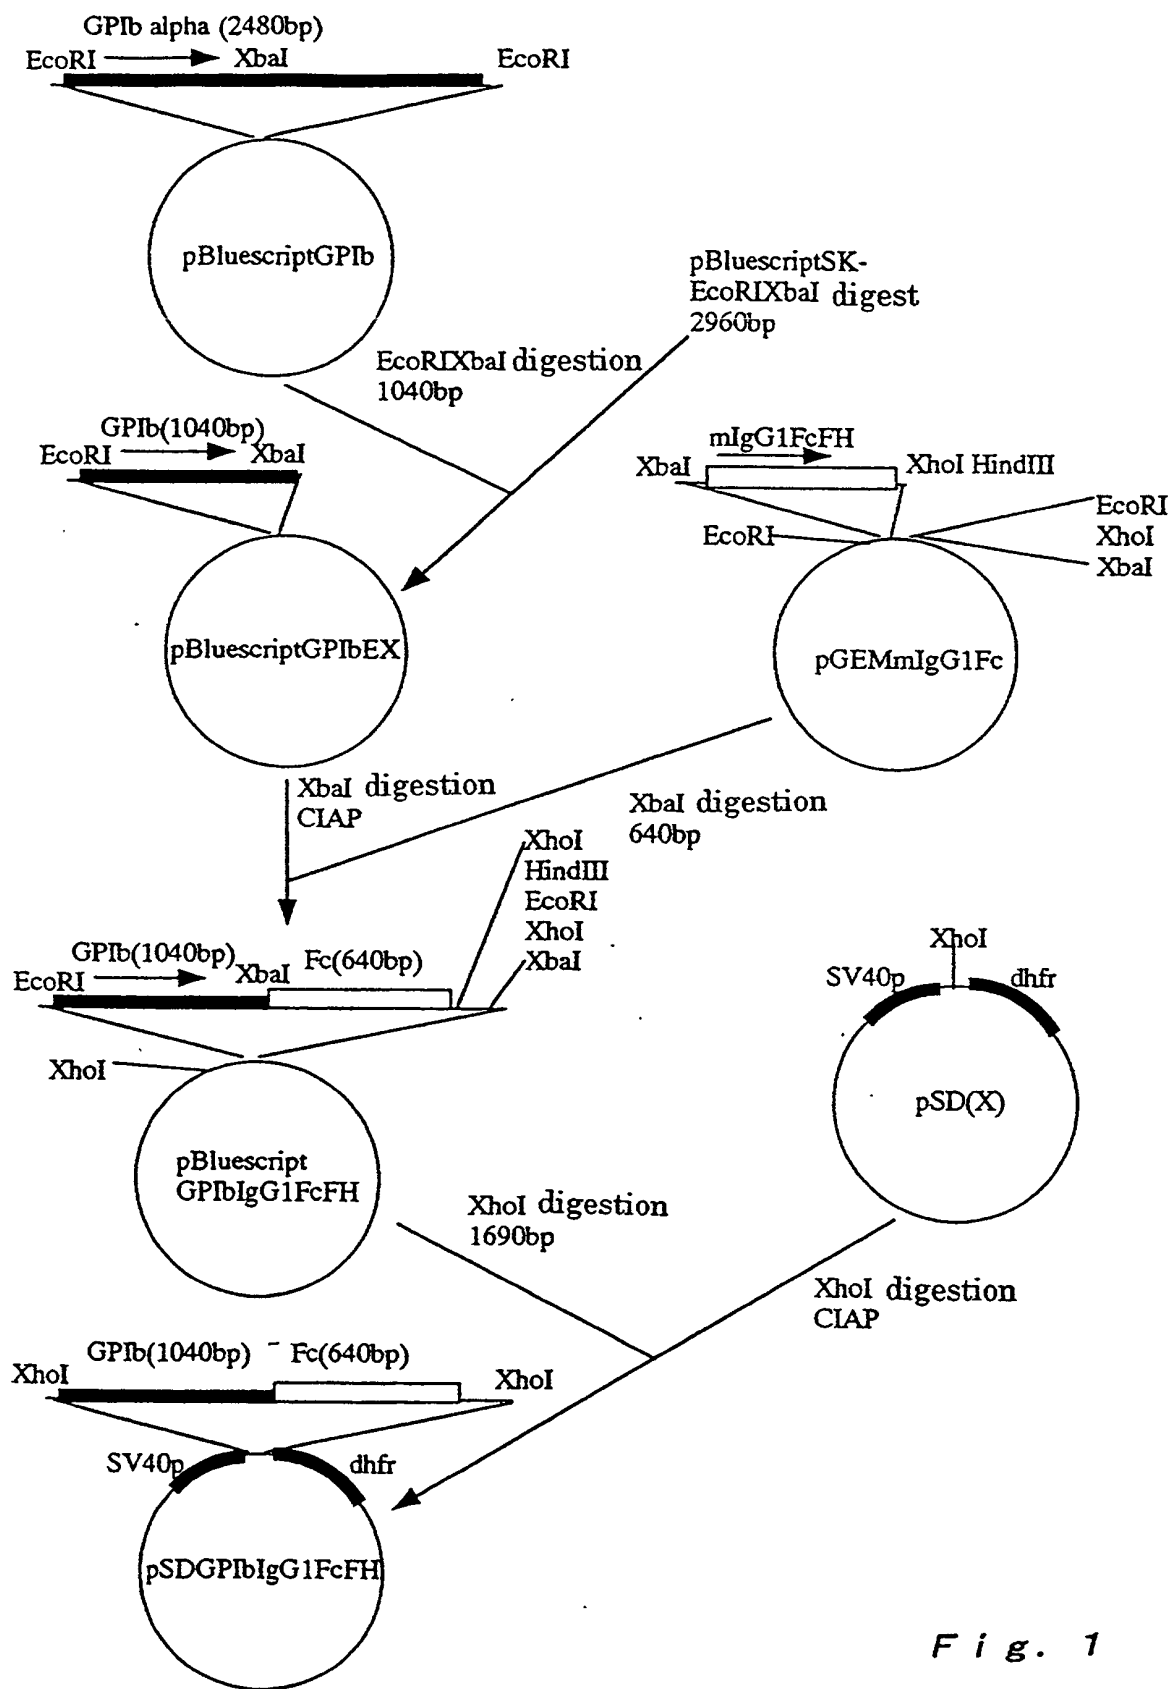 GPIb alpha (2480bp)
EcoRI
XbaI
EcoRI
pBluescriptGPIb
pBluescriptSK-
EcoRIXbaI digest
2960bp
EcoRIXbaI digestion
1040bp
GPIb(1040bp)
EcoRI
XbaI
mIgG1FcFH
XbaI
XhoI HindIII
EcoRI
EcoRI
XhoI
XbaI
pBluescriptGPIbEX
pGEMmIgG1Fc
XbaI digestion
CIAP
XbaI digestion
640bp
XhoI
HindIII
EcoRI
XhoI
XbaI
GPIb(1040bp)
EcoRI
XbaI
Fc(640bp)
XhoI
XhoI
SV40p
dhfr
pSD(X)
pBluescript
GPIbIgG1FcFH
XhoI digestion
1690bp
XhoI digestion
CIAP
GPIb(1040bp)
Fc(640bp)
XhoI
XhoI
SV40p
dhfr
pSDGPIbIgG1FcFH
Fig. 1